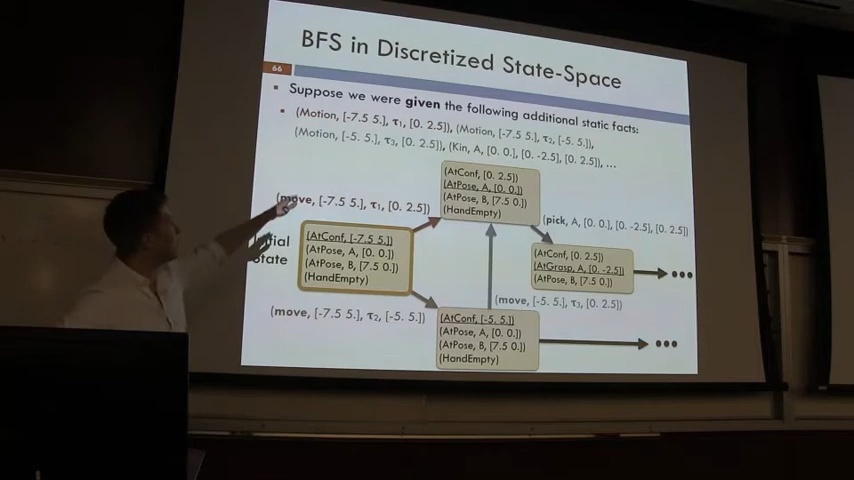 BFS in Discretized State-Space
66
Suppose we were given the following additional static facts:
(Motion, [-7.5 5.], τ1, [0. 2.5]), (Motion, [-7.5 5.], τ2, [-5. 5.]),
(Motion, [-5. 5.], τ3, [0. 2.5]), (Kin, A, [0. 0.], [0. -2.5], [0. 2.5]), ...
(AtConf, [0. 2.5])
(AtPose, A, [0. 0.])
(AtPose, B, [7.5 0.])
(HandEmpty)
(move, [-7.5 5.], τ1, [0. 2.5])
(pick, A, [0. 0.], [0. -2.5], [0. 2.5])
State
(AtConf, [-7.5 5.])
(AtPose, A, [0. 0.])
(AtPose, B, [7.5 0.])
(HandEmpty)
(AtConf, [0. 2.5])
(AtGrasp, A, [0. -2.5])
(AtPose, B, [7.5 0.])
(move, [-5. 5.], τ3, [0. 2.5])
(move, [-7.5 5.], τ2, [-5. 5.])
(AtConf, [-5. 5.])
(AtPose, A, [0. 0.])
(AtPose, B, [7.5 0.])
(HandEmpty)